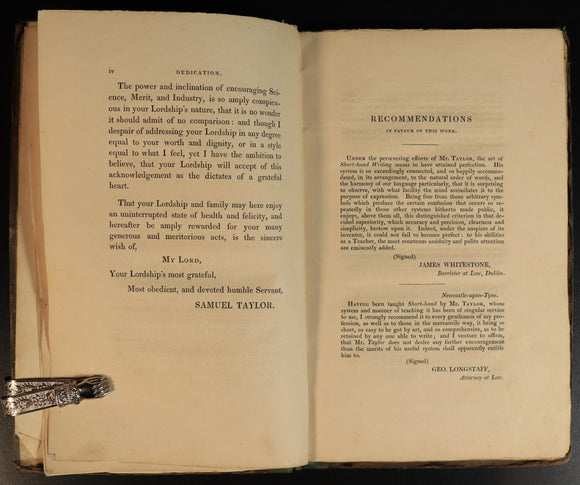 iv
DEDICATION.
The power and inclination of encouraging Sci-
ence, Merit, and Industry, is so amply conspicu-
ous in your Lordship's nature, that it is no wonder
it should admit of no comparison: and though I
despair of addressing your Lordship in any degree
equal to your worth and dignity, or in a style
equal to what I feel, yet I have the ambition to
believe, that your Lordship will accept of this
acknowledgement as the dictates of a grateful
heart.
That your Lordship and family may here enjoy
an uninterrupted state of health and felicity, and
hereafter be amply rewarded for your many
generous and meritorious acts, is the sincere
wish of,
MY LORD,
Your Lordship's most grateful,
Most obedient, and devoted humble Servant,
SAMUEL TAYLOR.
RECOMMENDATIONS
IN FAVOUR OF THIS WORK.
UNDER the persevering efforts of Mr. TAYLOR, the art of
Short-hand Writing seems to have attained perfection. His
system is so exceedingly connected, and so happily accommo-
dated, in its arrangement, to the natural order of words, and
the harmony of our language particularly, that it is surprising
to observe, with what facility the mind assimilates it to the
purpose of expression. Being free from those arbitrary sym-
bols which produce the certain confusion that occurs so re-
peatedly in those other systems hitherto made public, it
enjoys, above them all, this distinguished criterion in that de-
cided superiority, which accuracy and precision, clearness and
simplicity, bestow upon it. Indeed, under the auspices of its
inventor, it could not fail to become perfect: to his abilities
as a Teacher, the most courteous assiduity and polite attention
are eminently added.
(Signed)
JAMES WHITESTONE,
Barrister at Law, Dublin.
Newcastle-upon-Tyne.
HAVING been taught Short-hand by Mr. TAYLOR, whose
system and manner of teaching it has been of singular service
to me, I strongly recommend it to every gentlemen of my pro-
fession, as well as to those in the mercantile way, it being so
short, so easy to be got by art, and so comprehensive, as to be
retained by any one able to write; and I venture to affirm,
that Mr. Taylor does not desire any further encouragement
than the merits of his useful system shall apparently entitle
him to.
(Signed)
GEO. LONGSTAFF,
Attorney at Law.